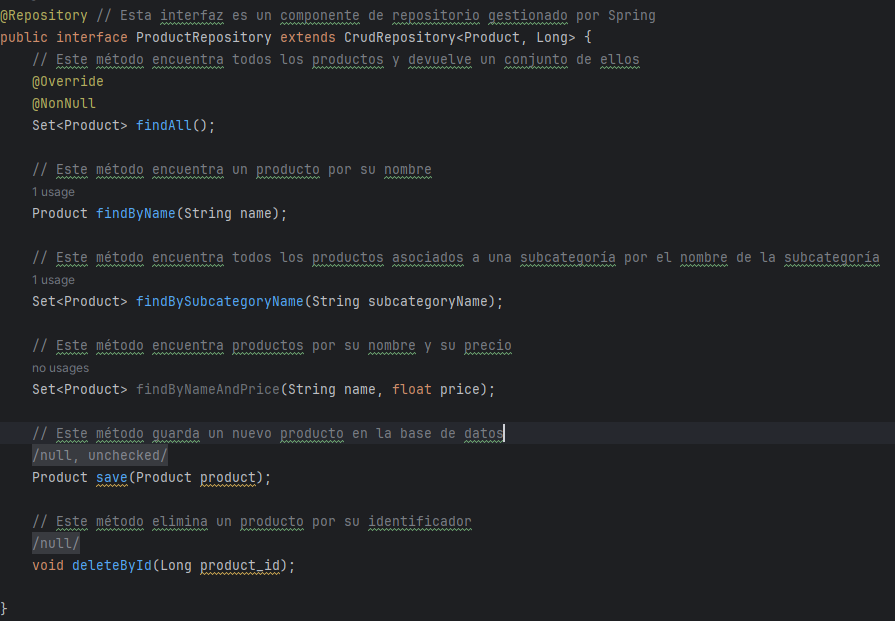 @Repository // Esta interfaz es un componente de repositorio gestionado por Spring
public interface ProductRepository extends CrudRepository<Product, Long> {
// Este método encuentra todos los productos y devuelve un conjunto de ellos
@Override
@NonNull
Set<Product> findAll();
// Este método encuentra un producto por su nombre
1 usage
Product findByName(String name);
// Este método encuentra todos los productos asociados a una subcategoría por el nombre de la subcategoría
1 usage
Set<Product> findBySubcategoryName(String subcategoryName);
// Este método encuentra productos por su nombre y su precio
no usages
Set<Product> findByNameAndPrice(String name, float price);
// Este método guarda un nuevo producto en la base de datos
/null, unchecked/
Product save(Product product);
// Este método elimina un producto por su identificador
/null/
void deleteById(Long product_id);
}